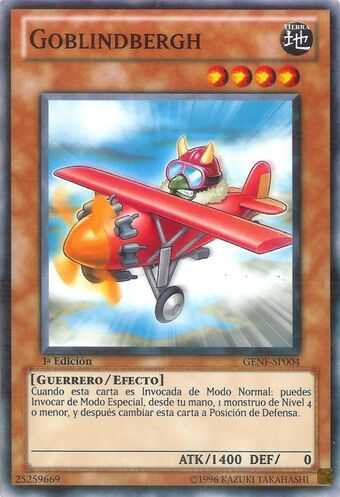 GOBLINDBERGH
TIERRA
地
1ª Edición
GENF-SP004
[GUERRERO/EFECTO]
Cuando esta carta es Invocada de Modo Normal: puedes
Invocar de Modo Especial, desde tu mano, 1 monstruo de Nivel 4
o menor, y después cambiar esta carta a Posición de Defensa.
ATK/1400 DEF/ 0
25259669
©1996 KAZUKI TAKAHASHI